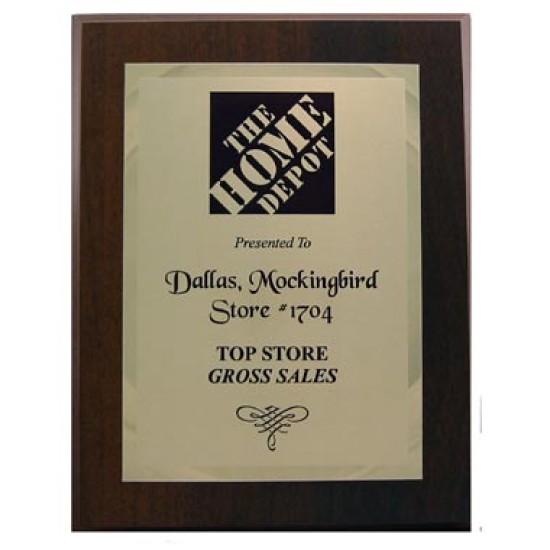 THE
HOME
DEPOT
Presented To
Dallas, Mockingbird
Store #1704
TOP STORE
GROSS SALES